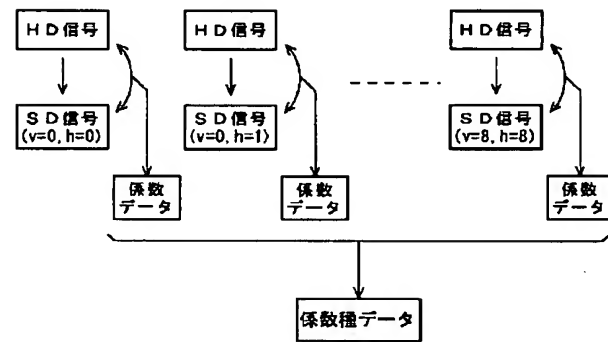 HD信号
HD信号
HD信号
SD信号
(v=0,h=0)
SD信号
(v=0,h=1)
SD信号
(v=8,h=8)
係数
データ
係数
データ
係数
データ
係数種データ